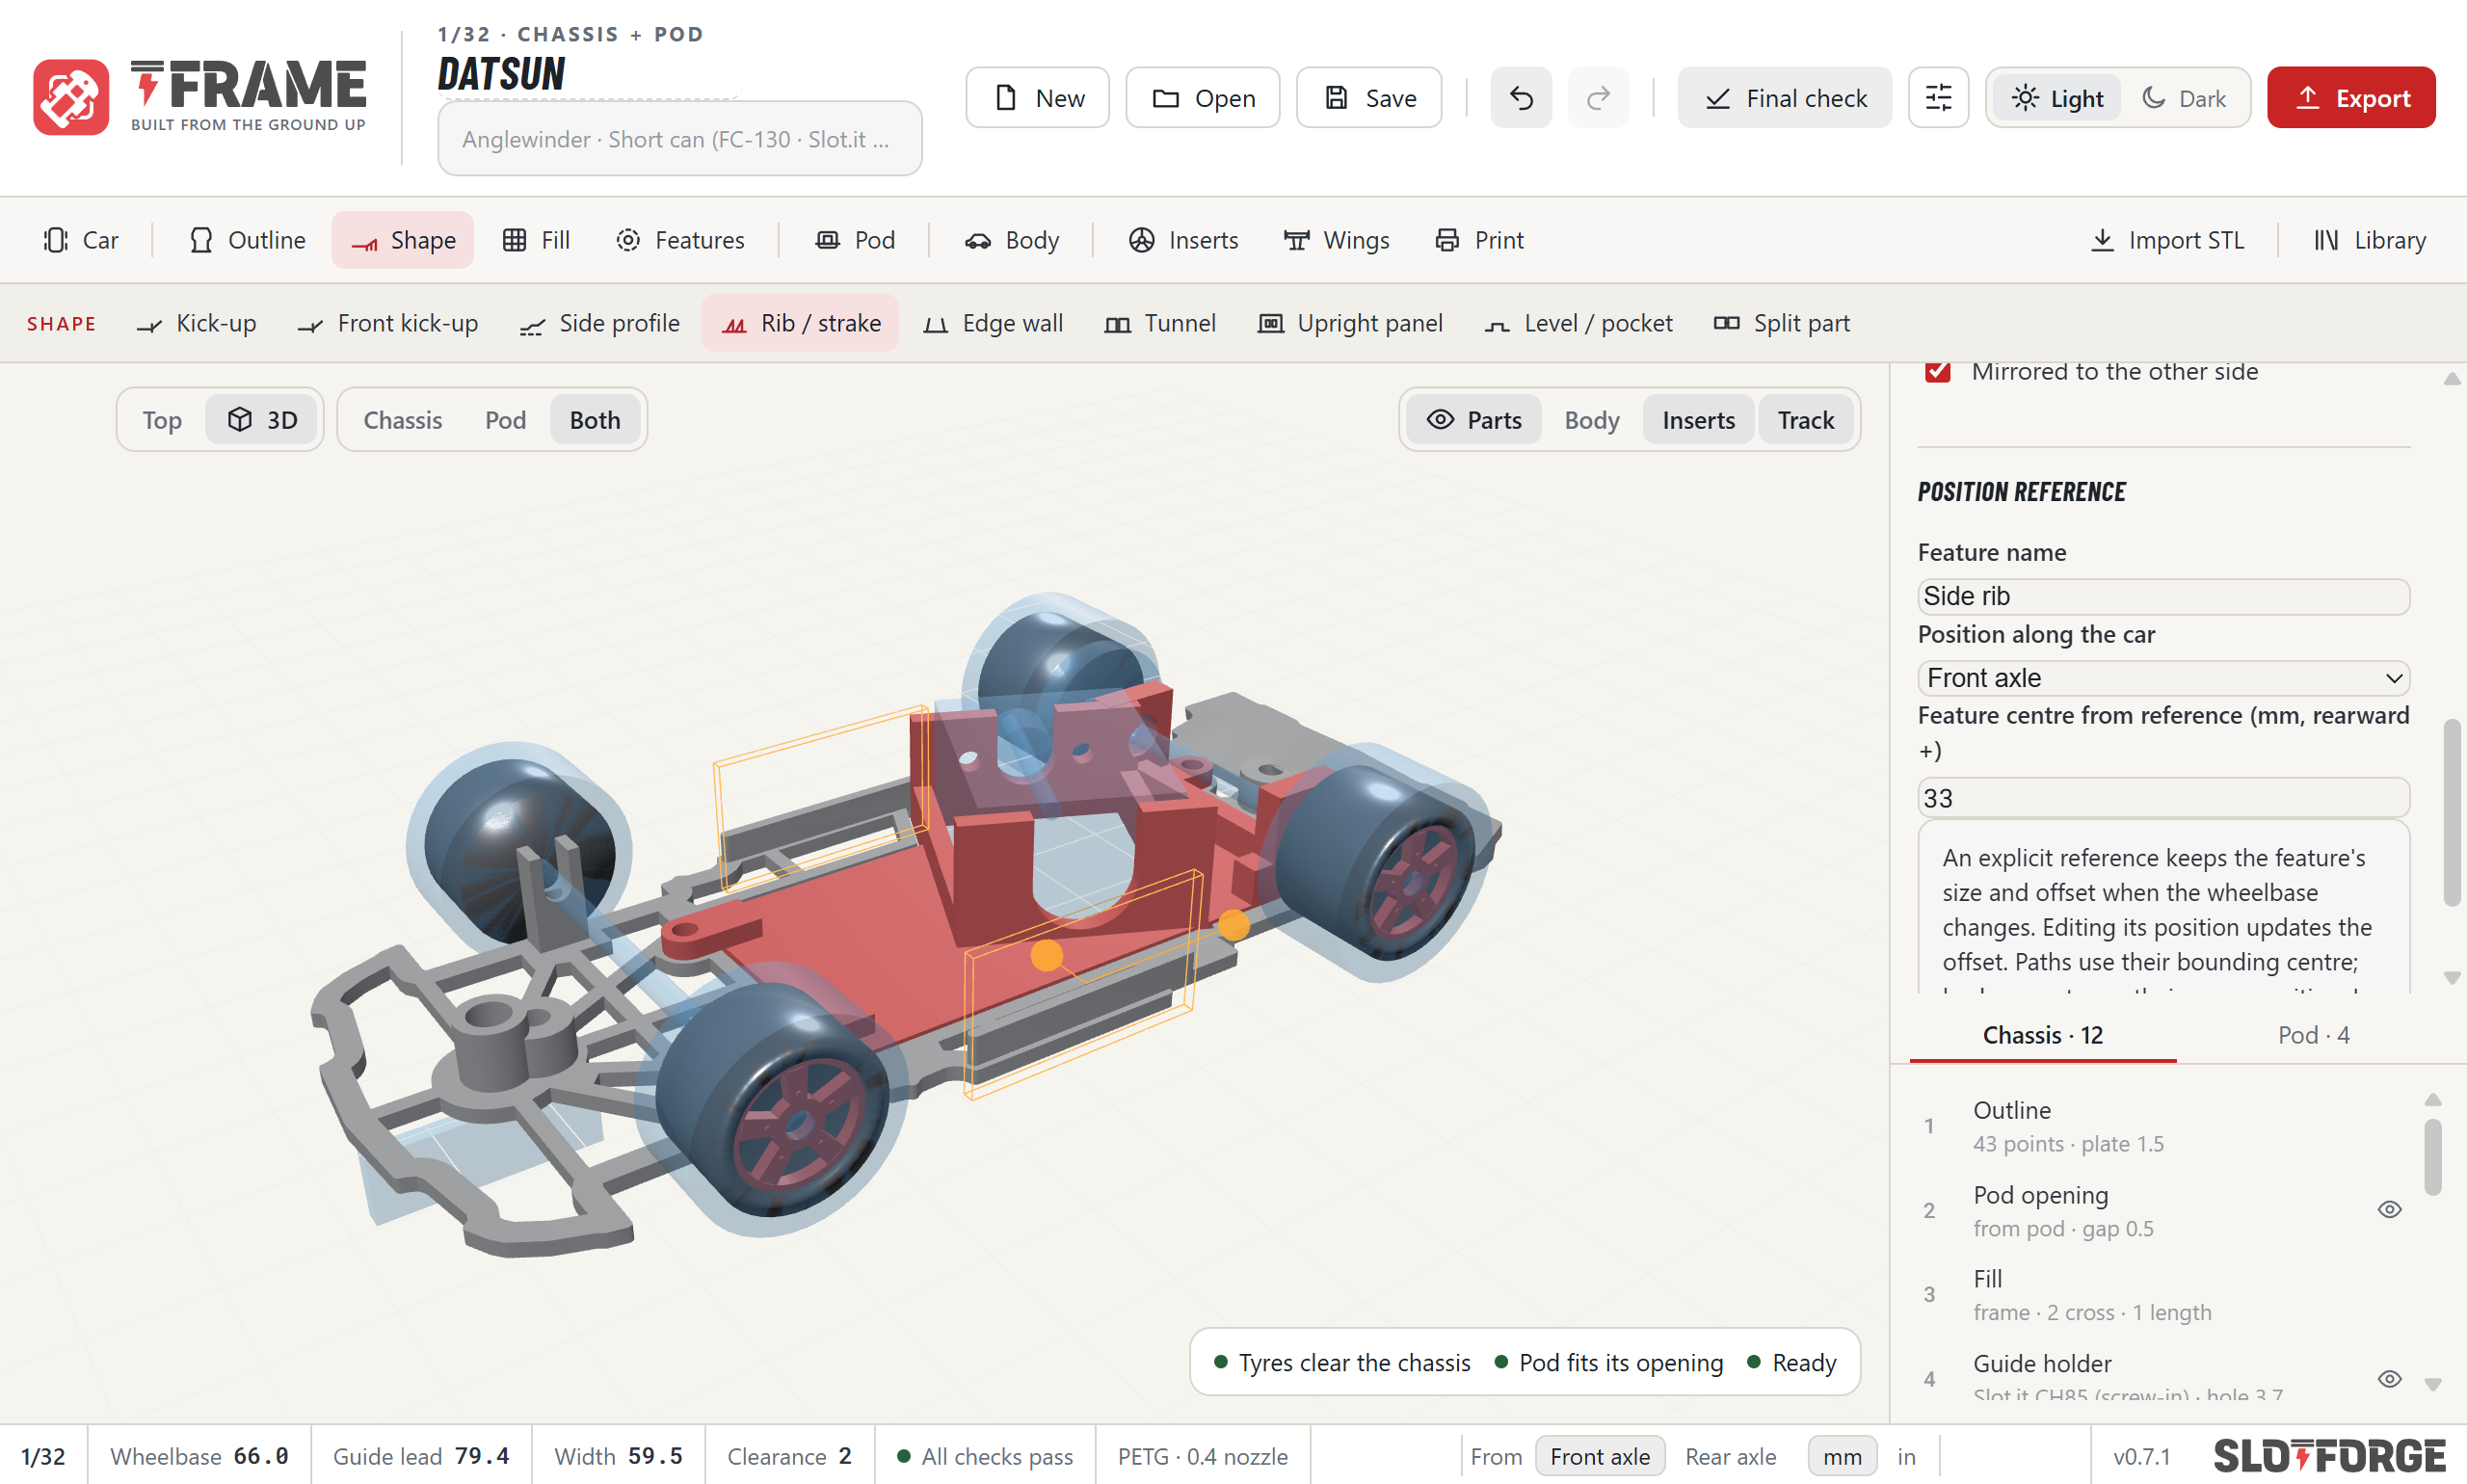 FRAME
BUILT FROM THE GROUND UP
1/32 · CHASSIS + POD
DATSUN
Anglewinder · Short can (FC-130 · Slot.it ...
New
Open
Save
Final check
Light
Dark
Export
Car
Outline
Shape
Fill
Features
Pod
Body
Inserts
Wings
Print
Import STL
Library
SHAPE
Kick-up
Front kick-up
Side profile
Rib / strake
Edge wall
Tunnel
Upright panel
Level / pocket
Split part
Top
3D
Chassis
Pod
Both
Parts
Body
Inserts
Track
Mirrored to the other side
POSITION REFERENCE
Feature name
Side rib
Position along the car
Front axle
Feature centre from reference (mm, rearward
+)
33
An explicit reference keeps the feature's
size and offset when the wheelbase
changes. Editing its position updates the
offset. Paths use their bounding centre;
Chassis · 12
Pod · 4
1
Outline
43 points · plate 1.5
2
Pod opening
from pod · gap 0.5
3
Fill
frame · 2 cross · 1 length
4
Guide holder
Slot.it CH85 (screw-in) · hole 3.7
Tyres clear the chassis
Pod fits its opening
Ready
1/32
Wheelbase 66.0
Guide lead 79.4
Width 59.5
Clearance 2
All checks pass
PETG · 0.4 nozzle
From
Front axle
Rear axle
mm
in
v0.7.1
SLOTFORGE